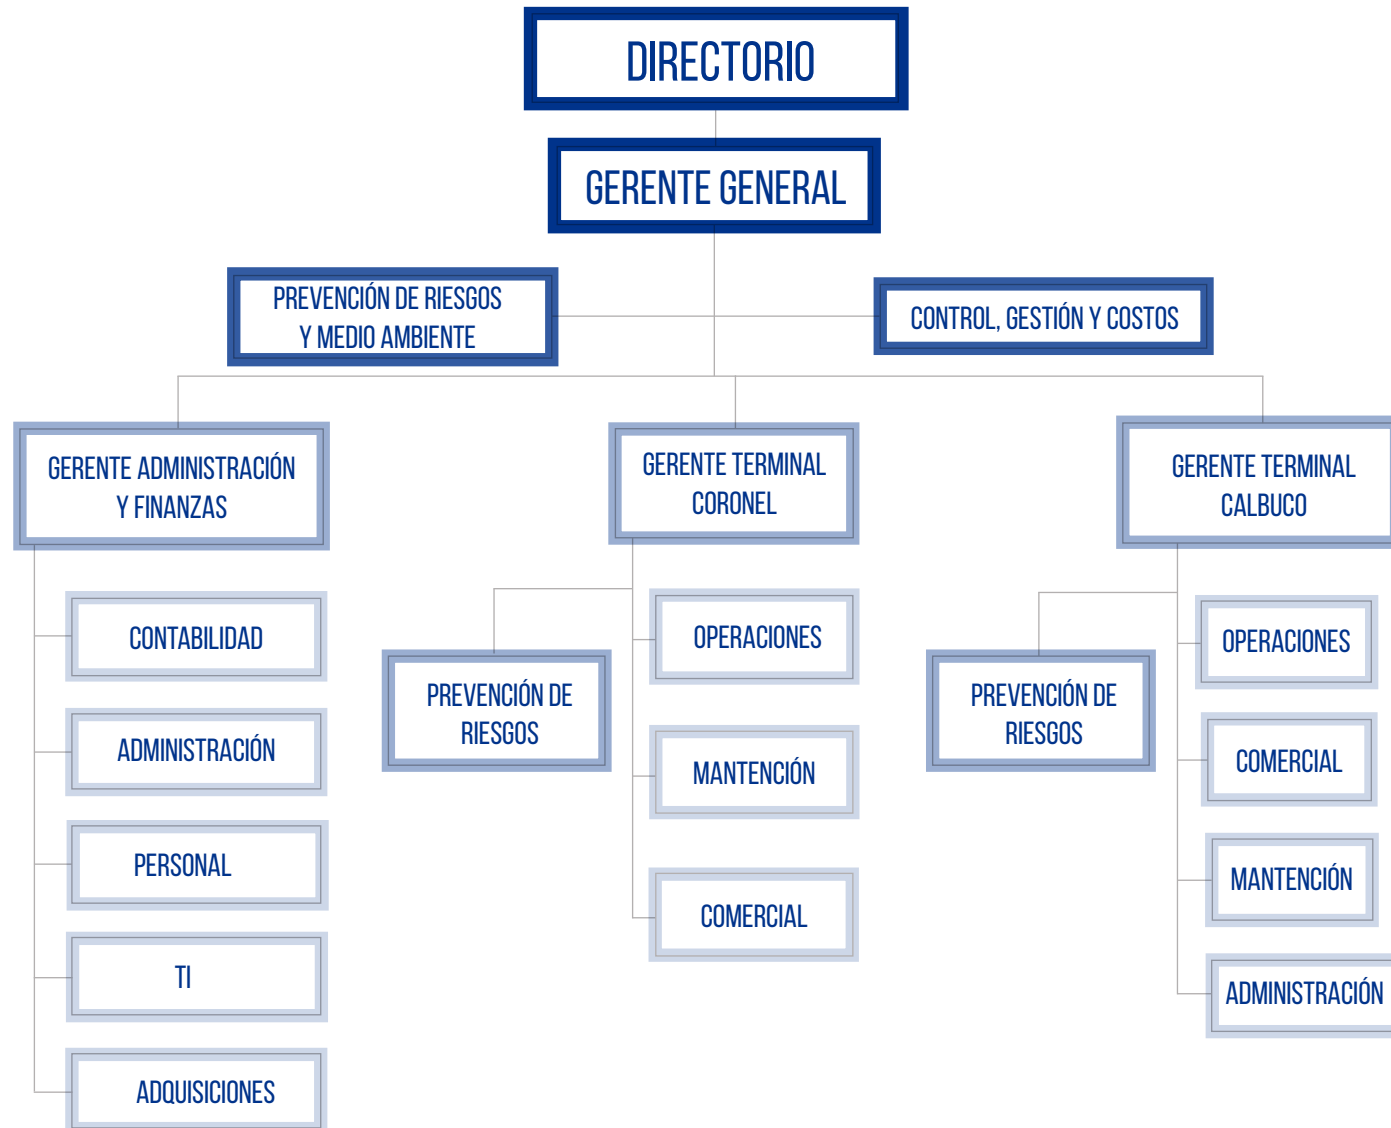 DIRECTORIO
GERENTE GENERAL
PREVENCIÓN DE RIESGOS
Y MEDIO AMBIENTE
CONTROL, GESTIÓN Y COSTOS
GERENTE ADMINISTRACIÓN
Y FINANZAS
CONTABILIDAD
ADMINISTRACIÓN
PERSONAL
TI
ADQUISICIONES
GERENTE TERMINAL
CORONEL
PREVENCIÓN DE
RIESGOS
OPERACIONES
MANTENCIÓN
COMERCIAL
GERENTE TERMINAL
CALBUCO
PREVENCIÓN DE
RIESGOS
OPERACIONES
COMERCIAL
MANTENCIÓN
ADMINISTRACIÓN